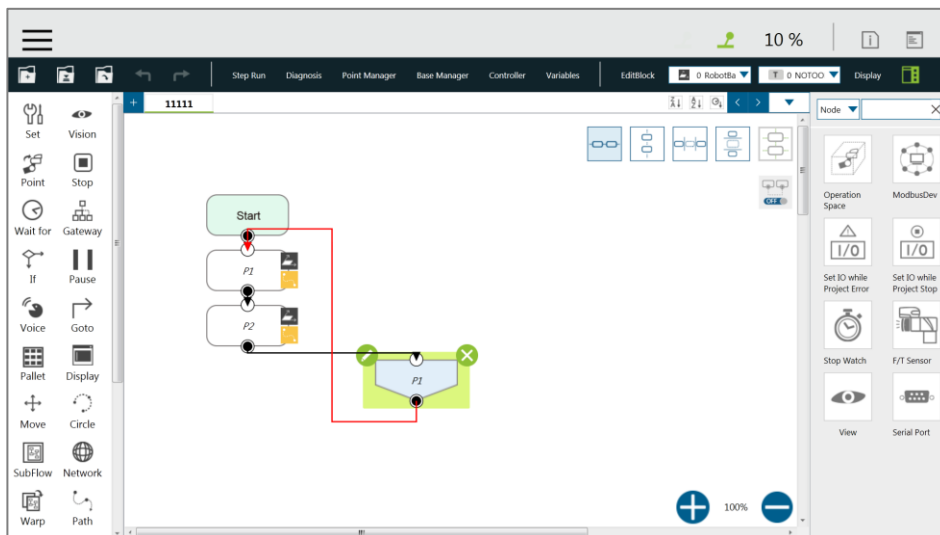 10 %
Step Run Diagnosis Point Manager Base Manager Controller Variables EditBlock 0 RobotBa T 0 NOTOO Display
11111
Node
Set Vision
Point Stop
Wait for Gateway
If Pause
Voice Goto
Pallet Display
Move Circle
SubFlow Network
Warp Path
Start
P1
P2
P1
OFF
100%
Operation Space
ModbusDev
I/O
Set IO while Project Error
I/O
Set IO while Project Stop
Stop Watch
F/T Sensor
View
Serial Port